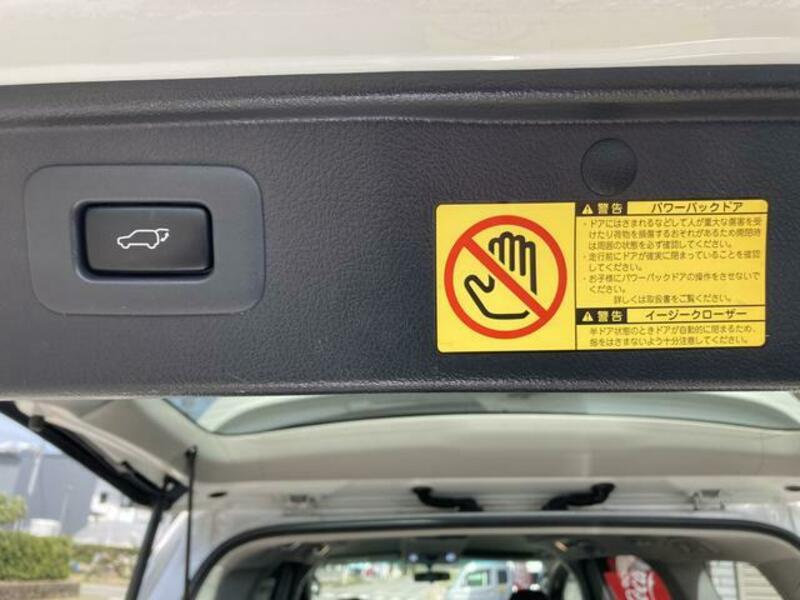 警告 パワーバックドア
・ドアにはさまれるなどして人が重大な傷害を受
けたり荷物を損傷するおそれがあるため開閉時
は周囲の状態を必ず確認してください。
・走行前にドアが確実に閉まっていることを確認
してください。
・お子様にパワーバックドアの操作をさせないで
ください。
詳しくは取扱書をご覧ください。
警告 イージークローザー
半ドア状態のときドアが自動的に閉まるため、
指をはさまないよう十分注意してください。